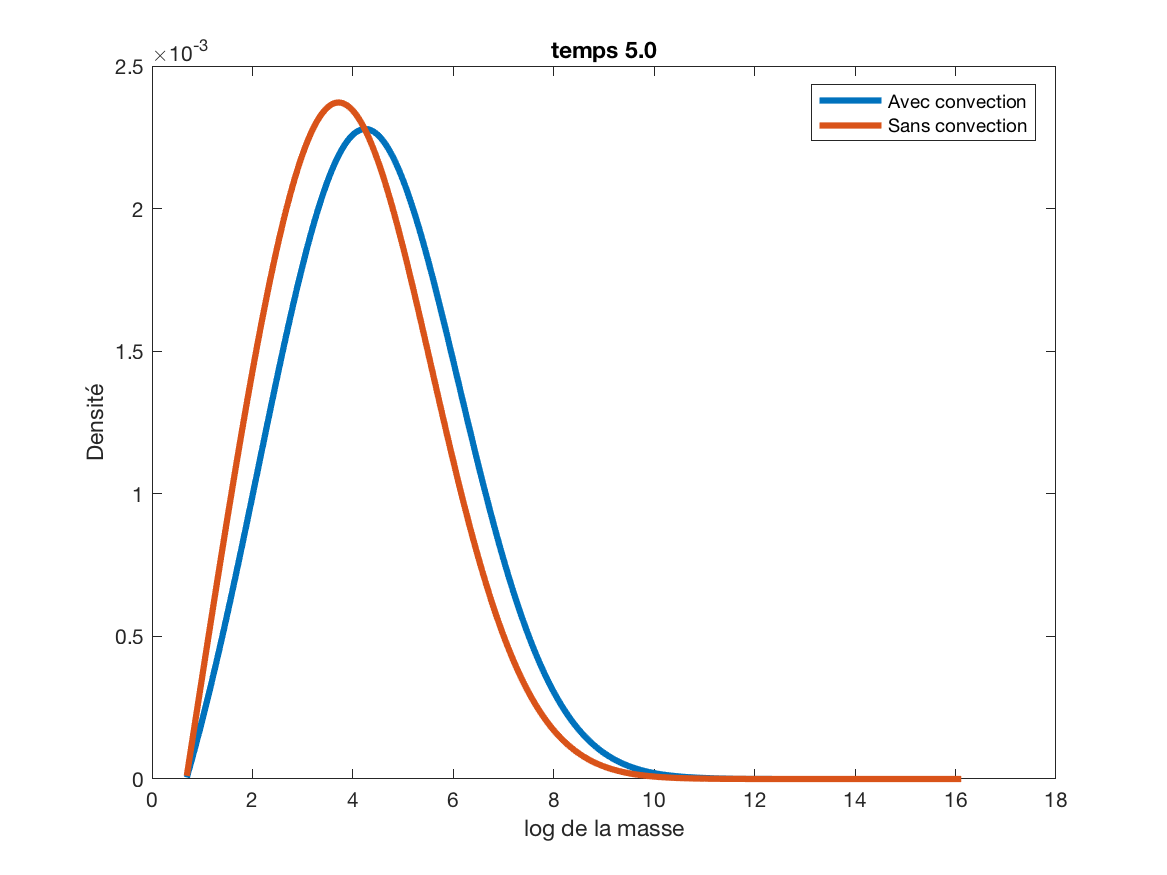 temps 5.0
×10-3
2.5
2
1.5
1
0.5
0
Densité
0 2 4 6 8 10 12 14 16 18
log de la masse
Avec convection
Sans convection